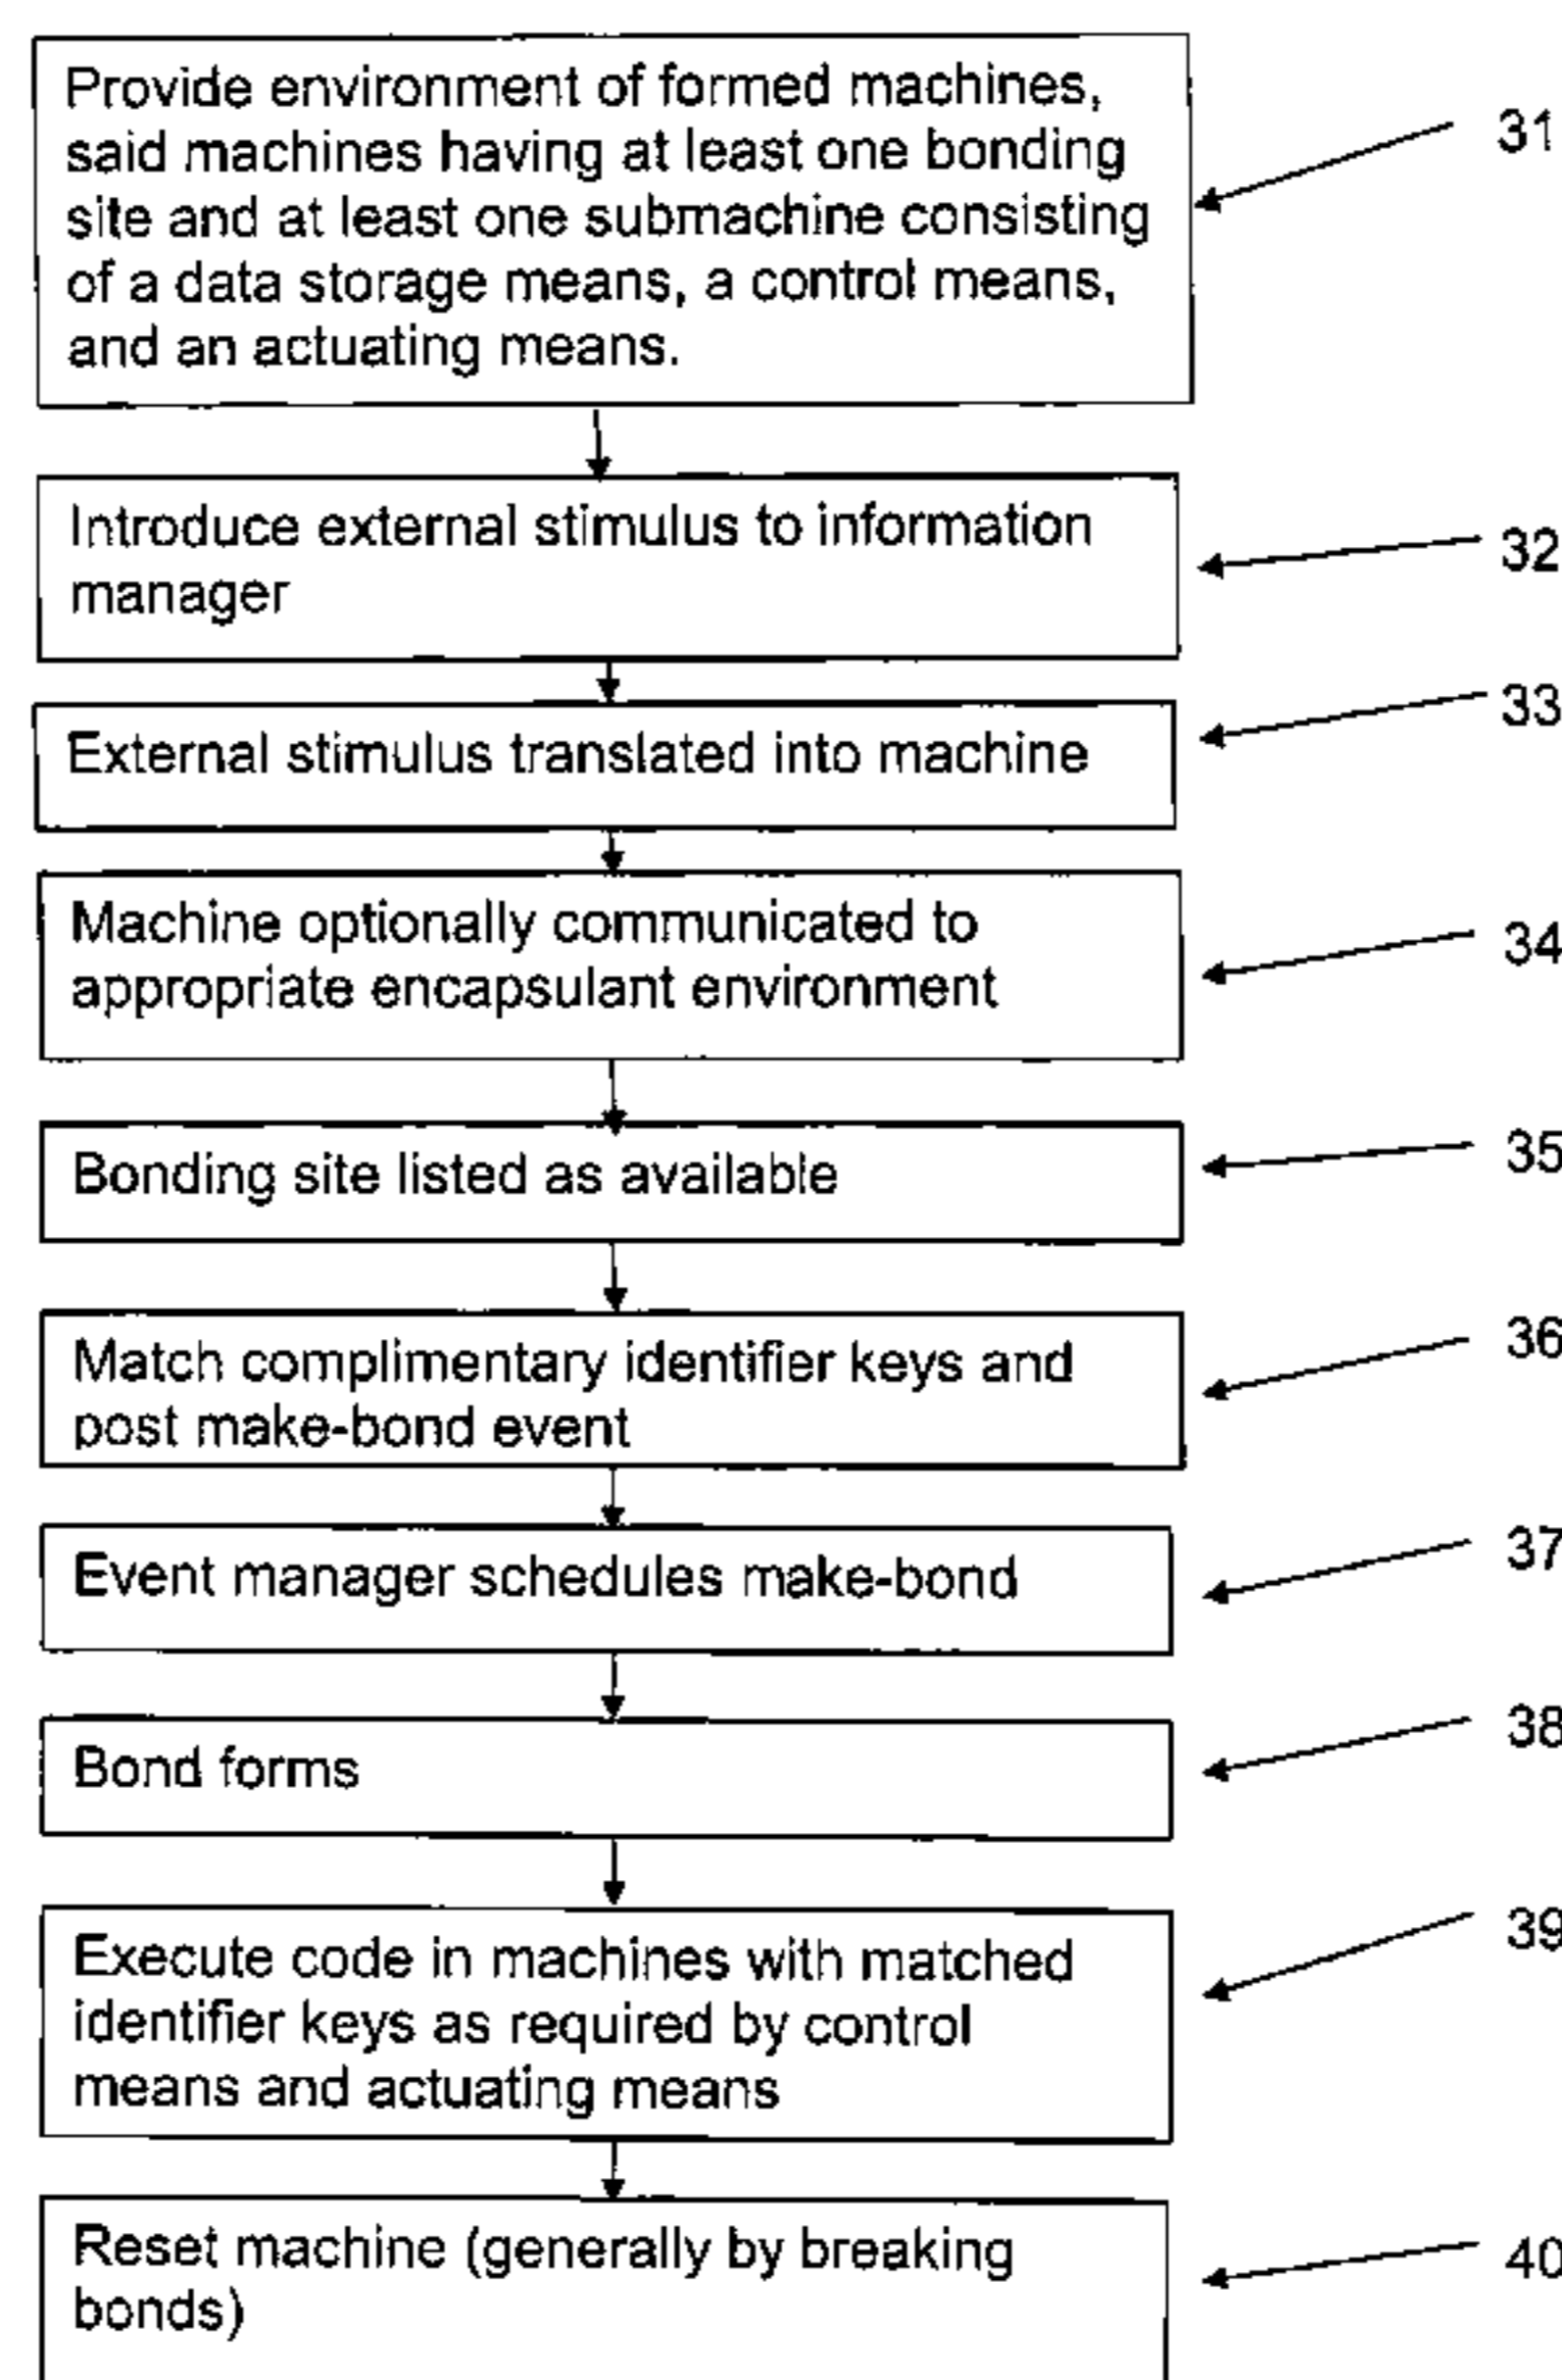 Provide environment of formed machines,
said machines having at least one bonding
site and at least one submachine consisting
of a data storage means, a control means,
and an actuating means.
31
Introduce external stimulus to information
manager
32
External stimulus translated into machine
33
Machine optionally communicated to
appropriate encapsulant environment
34
Bonding site listed as available
35
Match complimentary identifier keys and
post make-bond event
36
Event manager schedules make-bond
37
Bond forms
38
Execute code in machines with matched
identifier keys as required by control
means and actuating means
39
Reset machine (generally by breaking
bonds)
40